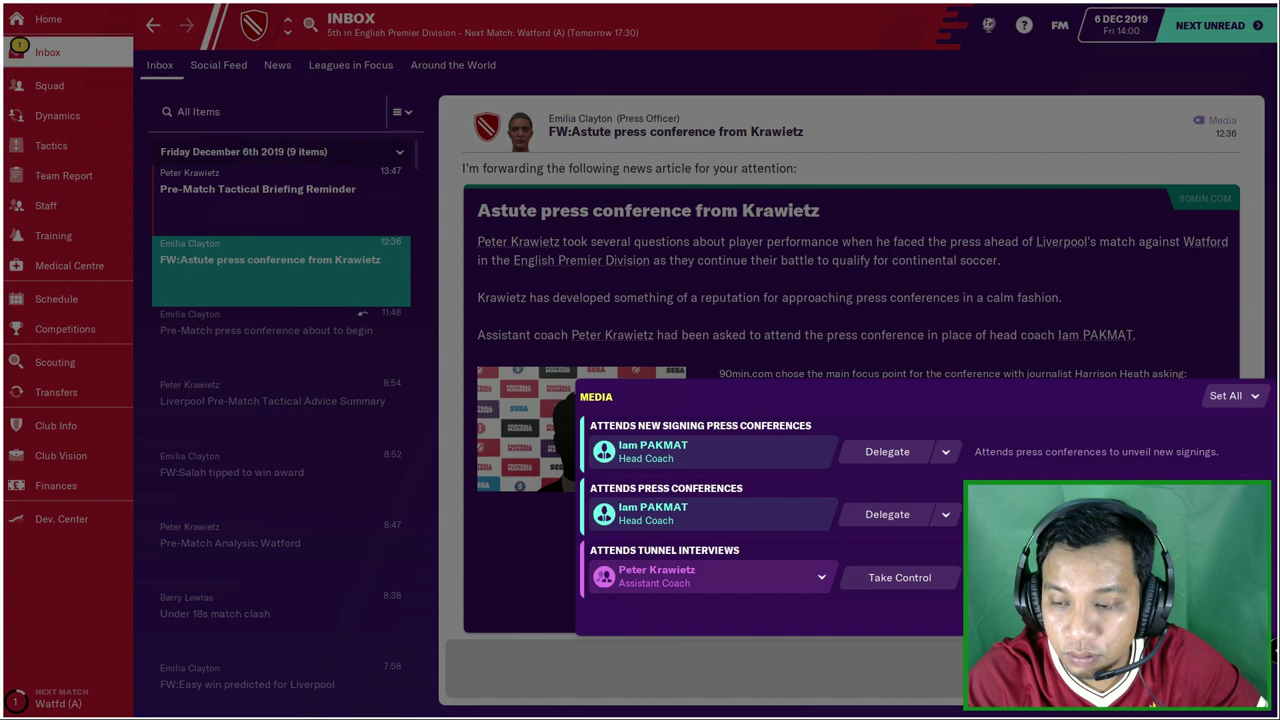 Home
INBOX
5th in English Premier Division - Next Match: Watford (A) (Tomorrow 17:30)
FM
6 DEC 2019
Fri 14:00
NEXT UNREAD
1
Inbox
Squad
Dynamics
Tactics
Team Report
Staff
Training
Medical Centre
Schedule
Competitions
Scouting
Transfers
Club Info
Club Vision
Finances
Dev. Center
1
NEXT MATCH
Watfd (A)
Inbox
Social Feed
News
Leagues in Focus
Around the World
All Items
Friday December 6th 2019 (9 items)
Peter Krawietz
13:47
Pre-Match Tactical Briefing Reminder
Emilia Clayton
12:36
FW:Astute press conference from Krawietz
Emilia Clayton
11:48
Pre-Match press conference about to begin
Peter Krawietz
8:54
Liverpool Pre-Match Tactical Advice Summary
Emilia Clayton
8:52
FW:Salah tipped to win award
Peter Krawietz
8:47
Pre-Match Analysis: Watford
Barry Lewtas
8:38
Under 18s match clash
Emilia Clayton
7:58
FW:Easy win predicted for Liverpool
Emilia Clayton (Press Officer)
FW:Astute press conference from Krawietz
Media
12:36
I'm forwarding the following news article for your attention:
90MIN.COM
Astute press conference from Krawietz
Peter Krawietz took several questions about player performance when he faced the press ahead of Liverpool's match against Watford
in the English Premier Division as they continue their battle to qualify for continental soccer.
Krawietz has developed something of a reputation for approaching press conferences in a calm fashion.
Assistant coach Peter Krawietz had been asked to attend the press conference in place of head coach Iam PAKMAT.
90min.com chose the main focus point for the conference with journalist Harrison Heath asking:
SEGA
MEDIA
Set All
ATTENDS NEW SIGNING PRESS CONFERENCES
Iam PAKMAT
Head Coach
Delegate
Attends press conferences to unveil new signings.
ATTENDS PRESS CONFERENCES
Iam PAKMAT
Head Coach
Delegate
ATTENDS TUNNEL INTERVIEWS
Peter Krawietz
Assistant Coach
Take Control